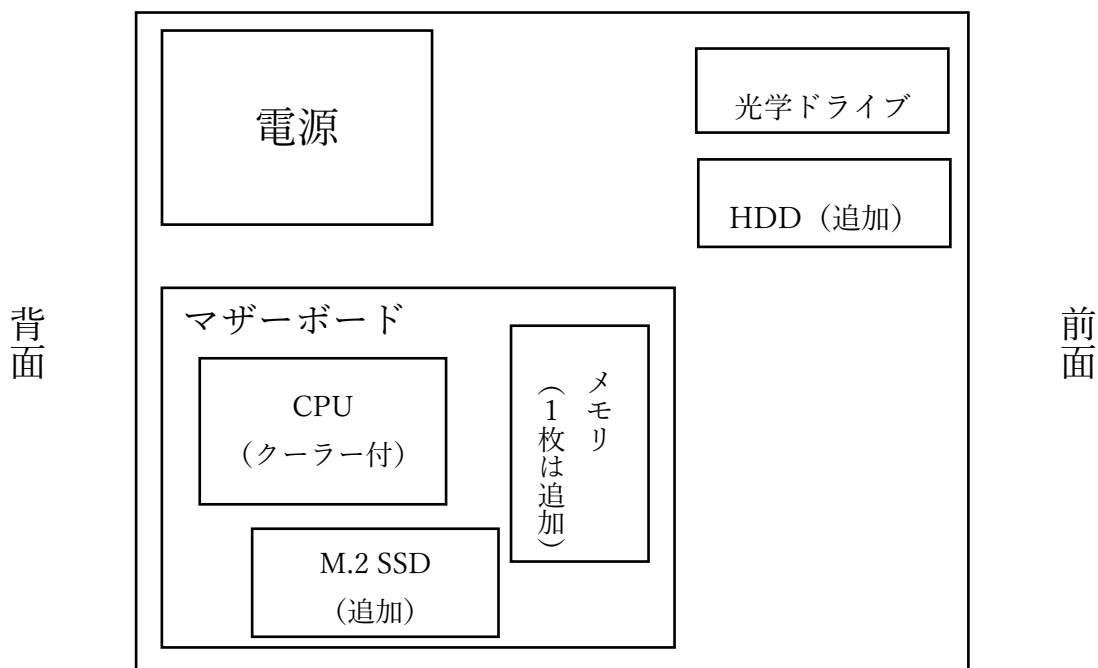 電源
光学ドライブ
HDD（追加）
背面
前面
マザーボード
CPU
（クーラー付）
メモリ
（１枚は追加）
M.2 SSD
（追加）